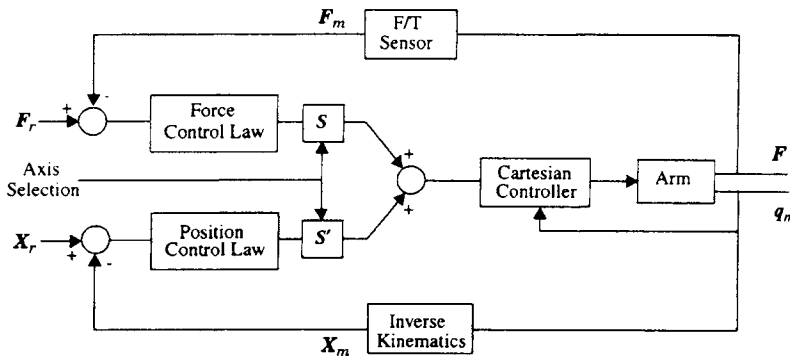 F_m
F/T
Sensor
-
+
F_r
Force
Control Law
S
+
F
Axis
Selection
Cartesian
Controller
Arm
+
q_n
X_r
+
-
Position
Control Law
S'
X_m
Inverse
Kinematics